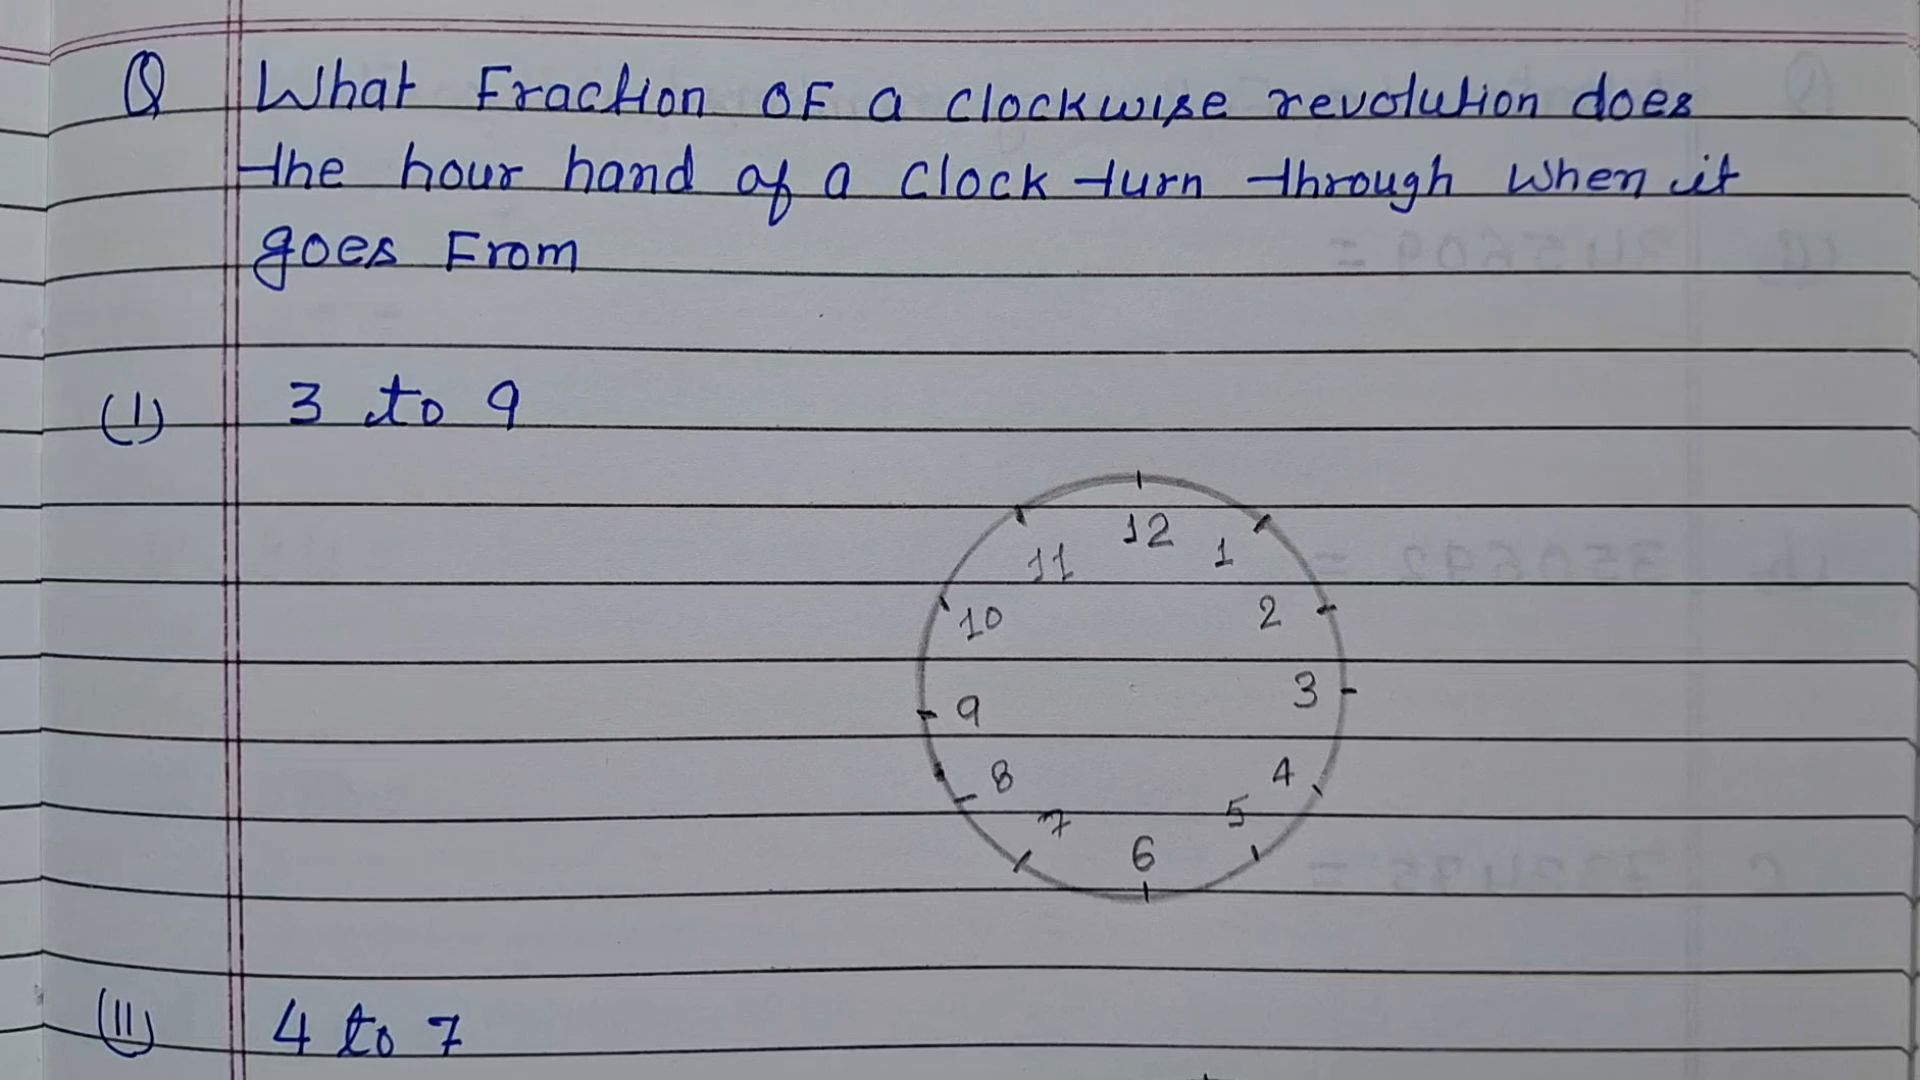 Q What Fraction OF a clockwise revolution does
the hour hand of a clock turn through when it
goes From
(I) 3 to 9
12
11 1
10 2
9 3
8 4
7 5
6
(II) 4 to 7